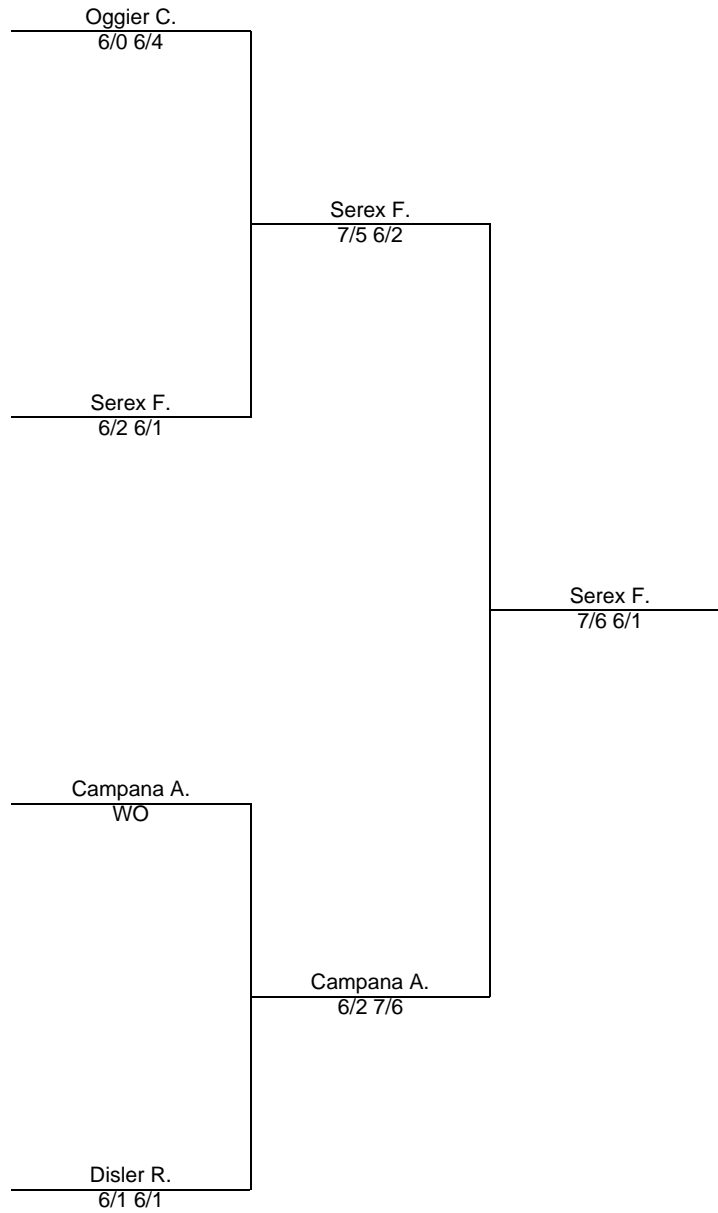 Oggier C.
6/0 6/4
Serex F.
7/5 6/2
Serex F.
6/2 6/1
Serex F.
7/6 6/1
Campana A.
WO
Campana A.
6/2 7/6
Disler R.
6/1 6/1